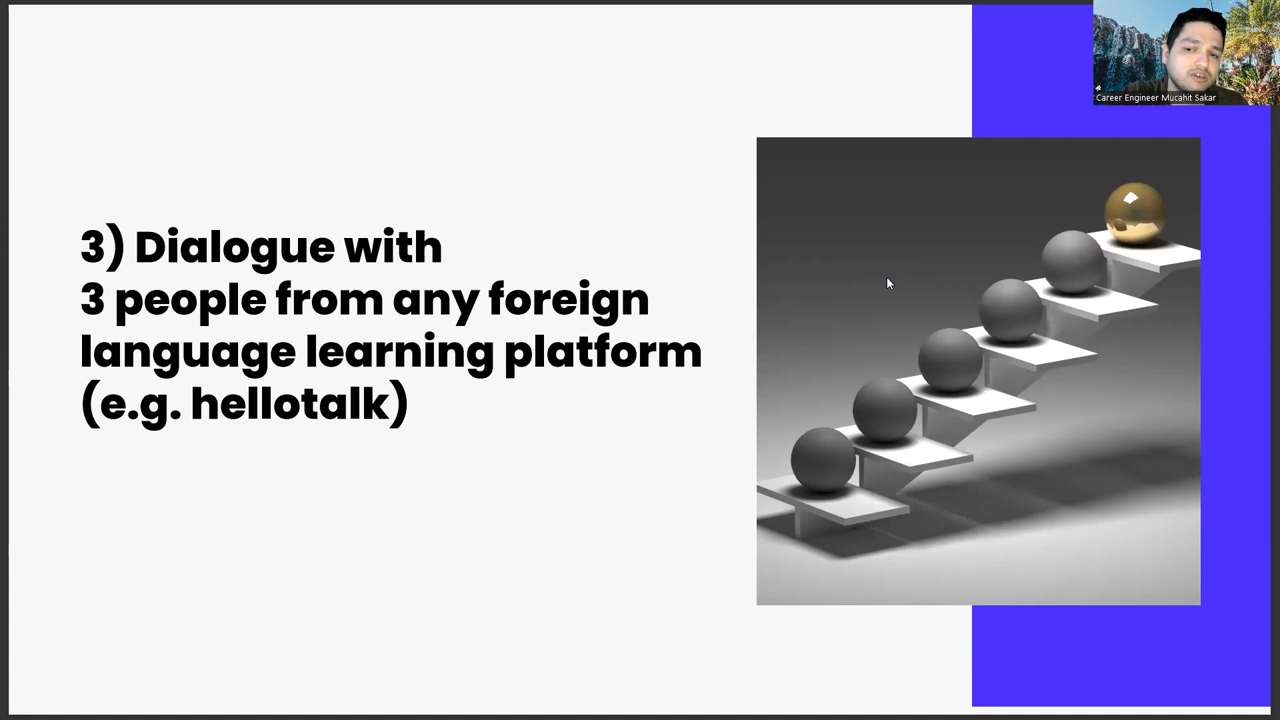 Career Engineer Mucahit Sakar
3) Dialogue with
3 people from any foreign
language learning platform
(e.g. hellotalk)